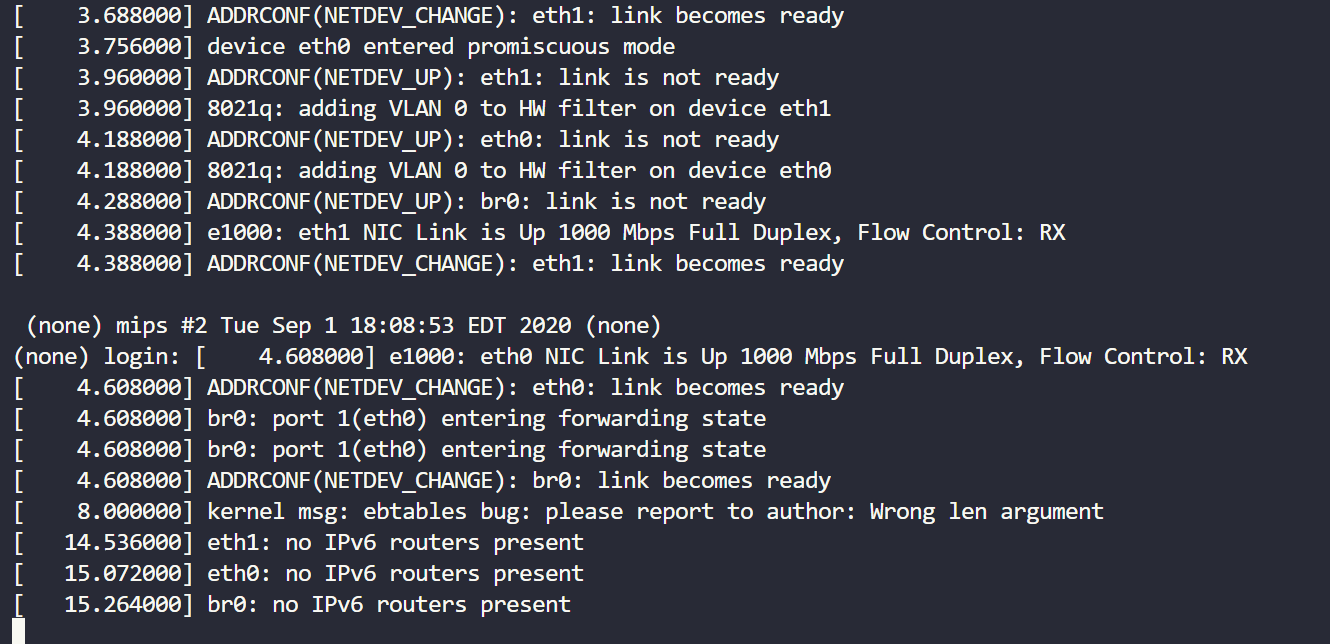 [    3.688000] ADDRCONF(NETDEV_CHANGE): eth1: link becomes ready
[    3.756000] device eth0 entered promiscuous mode
[    3.960000] ADDRCONF(NETDEV_UP): eth1: link is not ready
[    3.960000] 8021q: adding VLAN 0 to HW filter on device eth1
[    4.188000] ADDRCONF(NETDEV_UP): eth0: link is not ready
[    4.188000] 8021q: adding VLAN 0 to HW filter on device eth0
[    4.288000] ADDRCONF(NETDEV_UP): br0: link is not ready
[    4.388000] e1000: eth1 NIC Link is Up 1000 Mbps Full Duplex, Flow Control: RX
[    4.388000] ADDRCONF(NETDEV_CHANGE): eth1: link becomes ready
 (none) mips #2 Tue Sep 1 18:08:53 EDT 2020 (none)
(none) login: [    4.608000] e1000: eth0 NIC Link is Up 1000 Mbps Full Duplex, Flow Control: RX
[    4.608000] ADDRCONF(NETDEV_CHANGE): eth0: link becomes ready
[    4.608000] br0: port 1(eth0) entering forwarding state
[    4.608000] br0: port 1(eth0) entering forwarding state
[    4.608000] ADDRCONF(NETDEV_CHANGE): br0: link becomes ready
[    8.000000] kernel msg: ebtables bug: please report to author: Wrong len argument
[   14.536000] eth1: no IPv6 routers present
[   15.072000] eth0: no IPv6 routers present
[   15.264000] br0: no IPv6 routers present